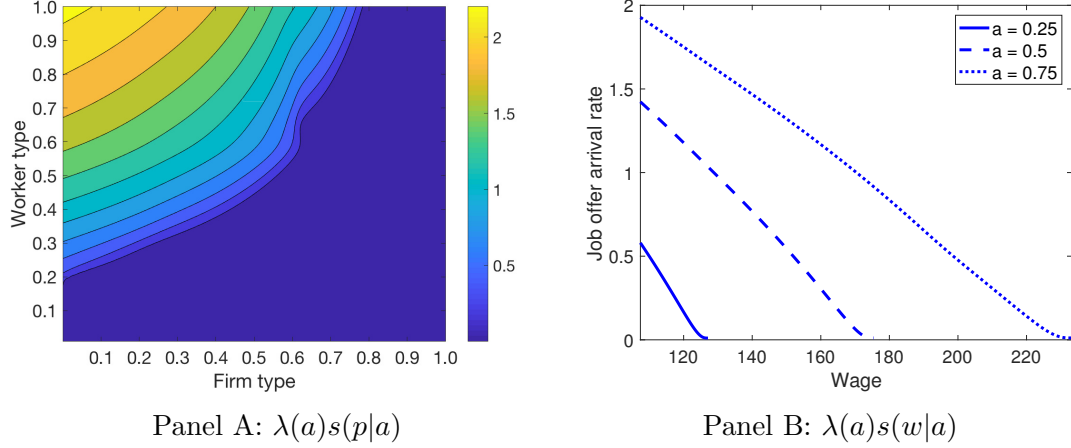 1.0
0.9
0.8
0.7
0.6
0.5
0.4
0.3
0.2
0.1
Worker type
0.1 0.2 0.3 0.4 0.5 0.6 0.7 0.8 0.9 1.0
Firm type
2
1.5
1
0.5
Panel A: λ(a)s(p|a)
2
1.5
1
0.5
0
Job offer arrival rate
120 140 160 180 200 220
Wage
a = 0.25
a = 0.5
a = 0.75
Panel B: λ(a)s(w|a)